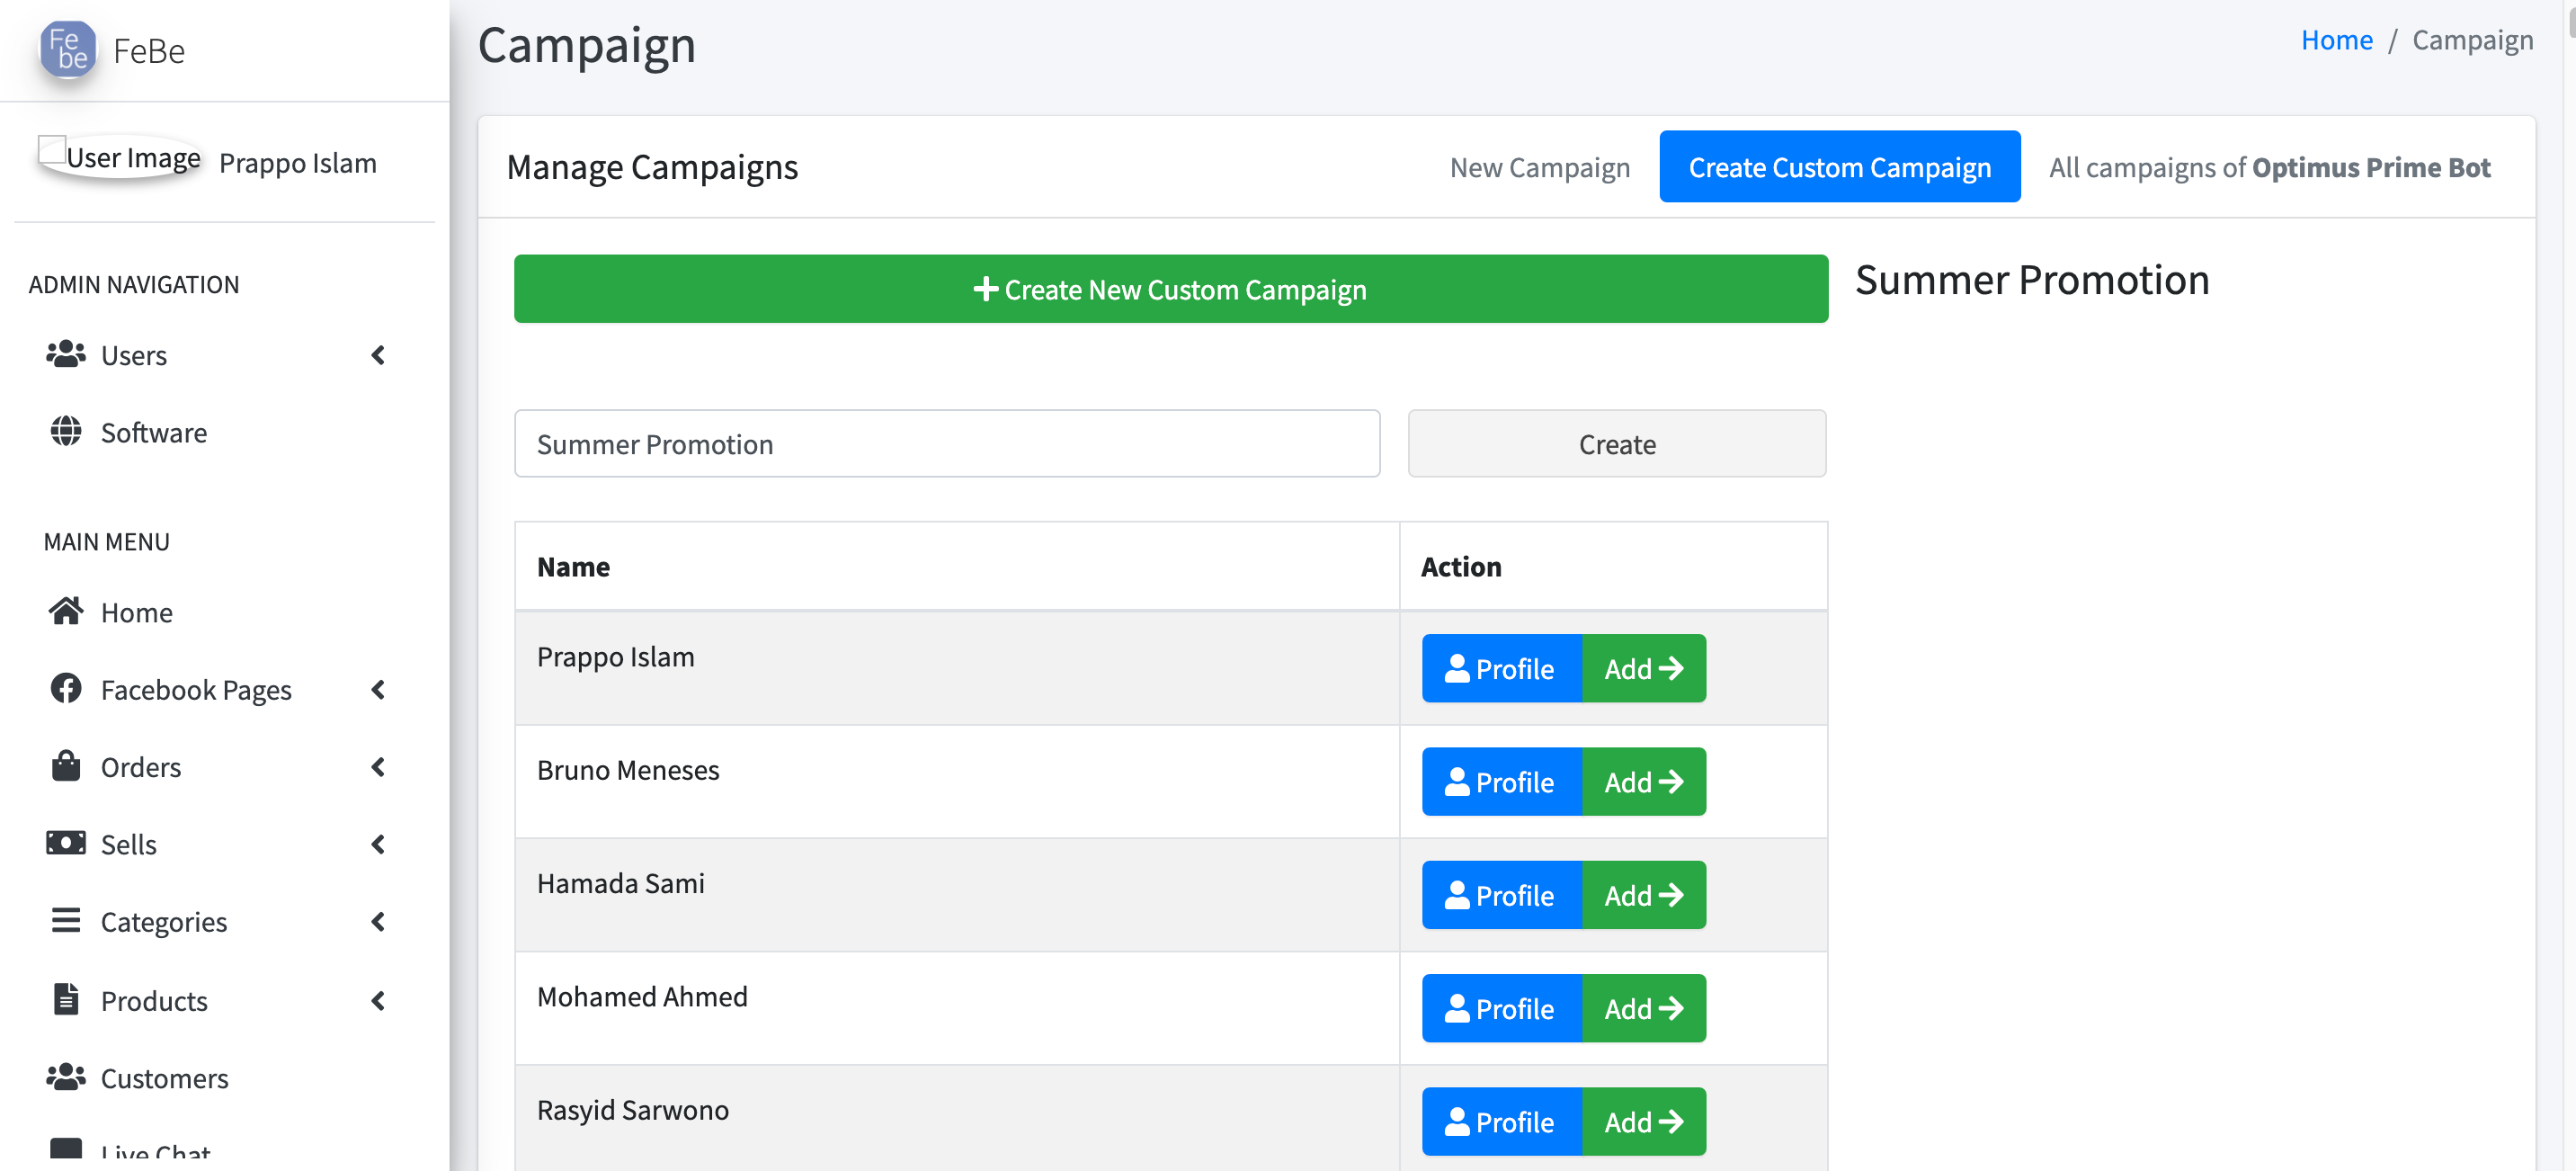 Fe
be
FeBe
User Image
Prappo Islam
ADMIN NAVIGATION
Users
Software
MAIN MENU
Home
Facebook Pages
Orders
Sells
Categories
Products
Customers
Live Chat
Campaign
Home / Campaign
Manage Campaigns
New Campaign
Create Custom Campaign
All campaigns of Optimus Prime Bot
Create New Custom Campaign
Summer Promotion
Summer Promotion
Create
Name
Action
Prappo Islam
Profile
Add
Bruno Meneses
Profile
Add
Hamada Sami
Profile
Add
Mohamed Ahmed
Profile
Add
Rasyid Sarwono
Profile
Add